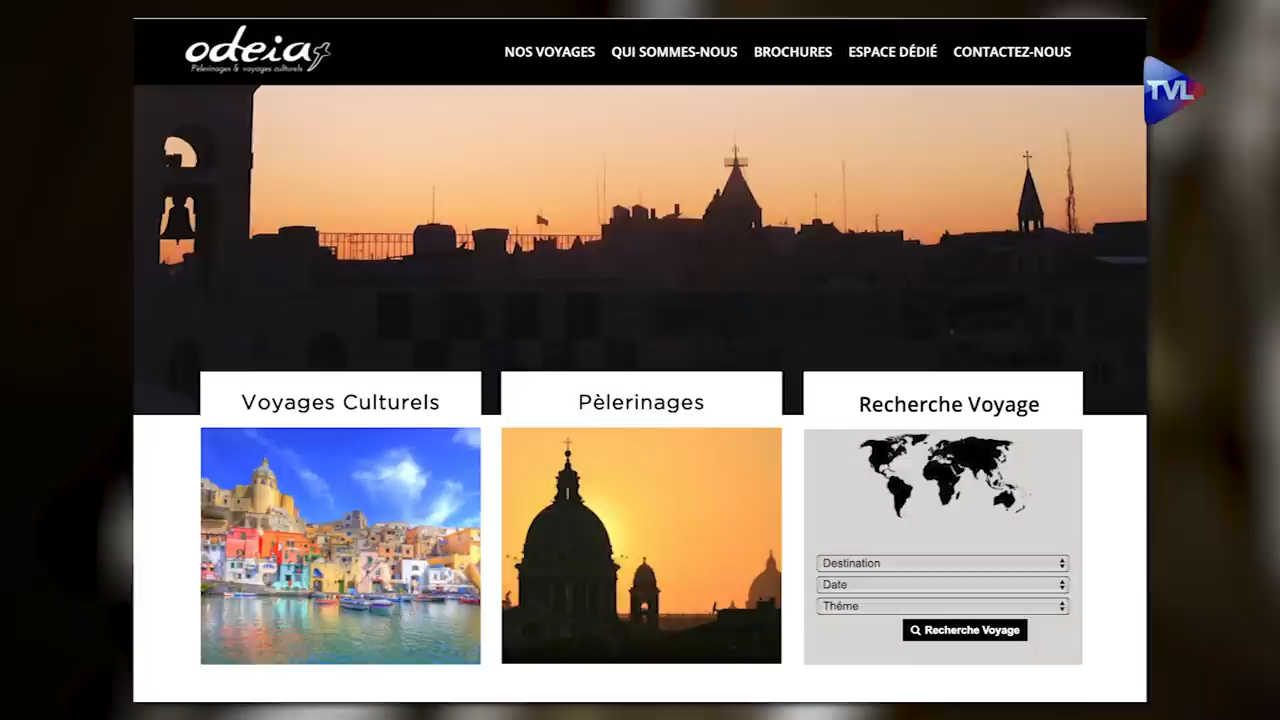 odeia
Pèlerinages & voyages culturels
NOS VOYAGES QUI SOMMES-NOUS BROCHURES ESPACE DÉDIÉ CONTACTEZ-NOUS
TVL
Voyages Culturels
Pèlerinages
Recherche Voyage
Destination
Date
Théme
Recherche Voyage